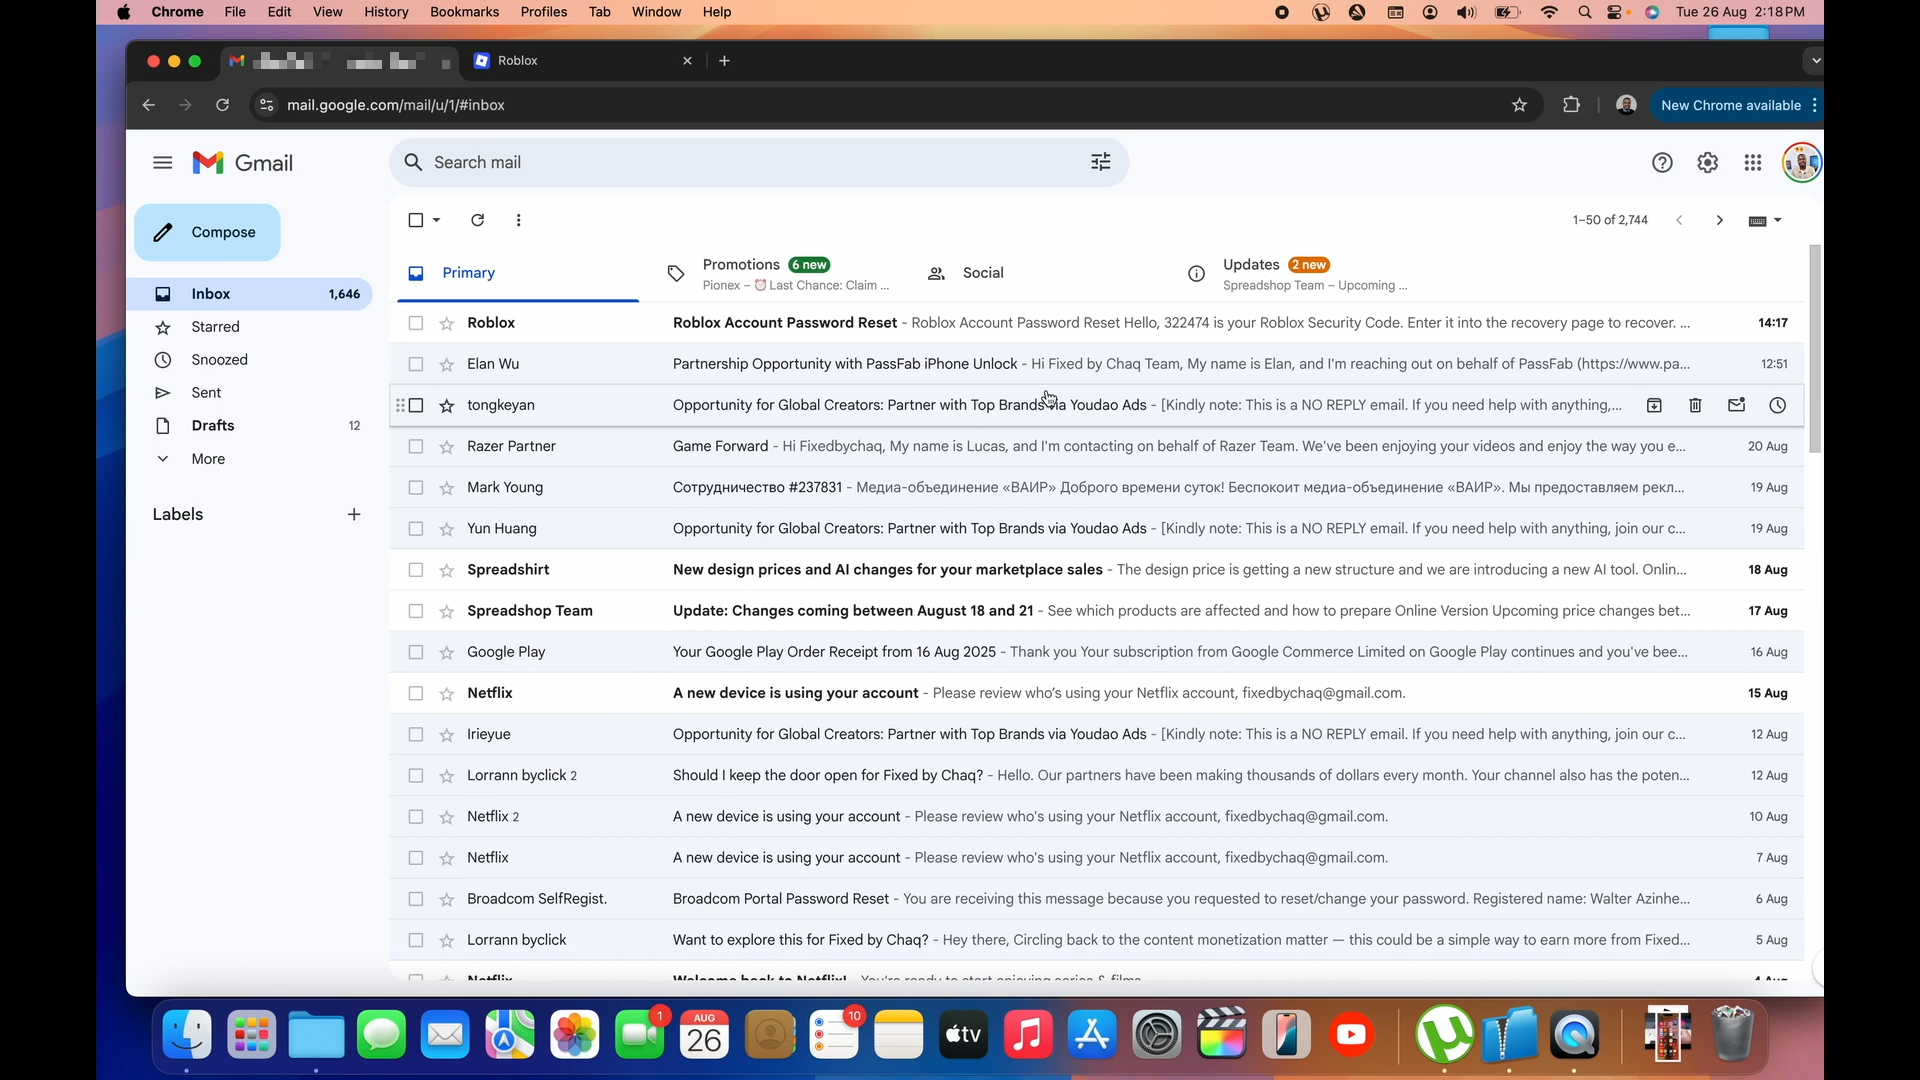 Chrome File Edit View History Bookmarks Profiles Tab Window Help Tue 26 Aug 2:18 PM
Roblox
mail.google.com/mail/u/1/#inbox New Chrome available
Gmail Search mail
Compose
1–50 of 2,744
Primary
Promotions 6 new
Pionex – ⏰ Last Chance: Claim ...
Social
Updates 2 new
Spreadshop Team – Upcoming ...
Inbox 1,646
Starred
Snoozed
Sent
Drafts 12
More
Labels
Roblox Roblox Account Password Reset - Roblox Account Password Reset Hello, 322474 is your Roblox Security Code. Enter it into the recovery page to recover. ... 14:17
Elan Wu Partnership Opportunity with PassFab iPhone Unlock - Hi Fixed by Chaq Team, My name is Elan, and I'm reaching out on behalf of PassFab (https://www.pa... 12:51
tongkeyan Opportunity for Global Creators: Partner with Top Brands via Youdao Ads - [Kindly note: This is a NO REPLY email. If you need help with anything,...
Razer Partner Game Forward - Hi Fixedbychaq, My name is Lucas, and I'm contacting on behalf of Razer Team. We've been enjoying your videos and enjoy the way you e... 20 Aug
Mark Young Сотрудничество #237831 - Медиа-объединение «ВАИР» Доброго времени суток! Беспокоит медиа-объединение «ВАИР». Мы предоставляем рекл... 19 Aug
Yun Huang Opportunity for Global Creators: Partner with Top Brands via Youdao Ads - [Kindly note: This is a NO REPLY email. If you need help with anything, join our c... 19 Aug
Spreadshirt New design prices and AI changes for your marketplace sales - The design price is getting a new structure and we are introducing a new AI tool. Onlin... 18 Aug
Spreadshop Team Update: Changes coming between August 18 and 21 - See which products are affected and how to prepare Online Version Upcoming price changes bet... 17 Aug
Google Play Your Google Play Order Receipt from 16 Aug 2025 - Thank you Your subscription from Google Commerce Limited on Google Play continues and you've bee... 16 Aug
Netflix A new device is using your account - Please review who's using your Netflix account, fixedbychaq@gmail.com. 15 Aug
Irieyue Opportunity for Global Creators: Partner with Top Brands via Youdao Ads - [Kindly note: This is a NO REPLY email. If you need help with anything, join our c... 12 Aug
Lorrann byclick 2 Should I keep the door open for Fixed by Chaq? - Hello. Our partners have been making thousands of dollars every month. Your channel also has the poten... 12 Aug
Netflix 2 A new device is using your account - Please review who's using your Netflix account, fixedbychaq@gmail.com. 10 Aug
Netflix A new device is using your account - Please review who's using your Netflix account, fixedbychaq@gmail.com. 7 Aug
Broadcom SelfRegist. Broadcom Portal Password Reset - You are receiving this message because you requested to reset/change your password. Registered name: Walter Azinhe... 6 Aug
Lorrann byclick Want to explore this for Fixed by Chaq? - Hey there, Circling back to the content monetization matter — this could be a simple way to earn more from Fixed... 5 Aug
Netflix Welcome back to Netflix! You're ready to start enjoying series & films. 4 Aug
1 AUG 26 10 tv